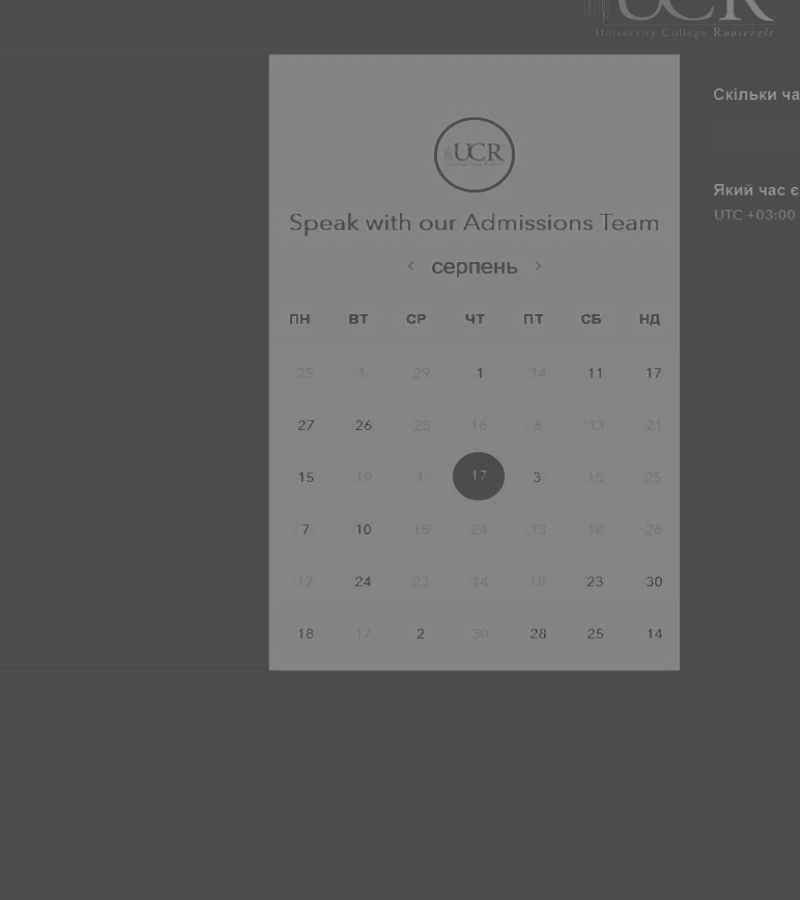 UCR
University College Roosevelt
Скільки ча
UCR
Який час є
Speak with our Admissions Team
UTC +03:00
< серпень >
ПН ВТ СР ЧТ ПТ СБ НД
25 1 29 1 14 11 17
27 26 28 16 6 13 21
15 19 1 17 3 15 25
7 10 15 24 13 18 26
17 24 23 14 18 23 30
18 17 2 30 28 25 14